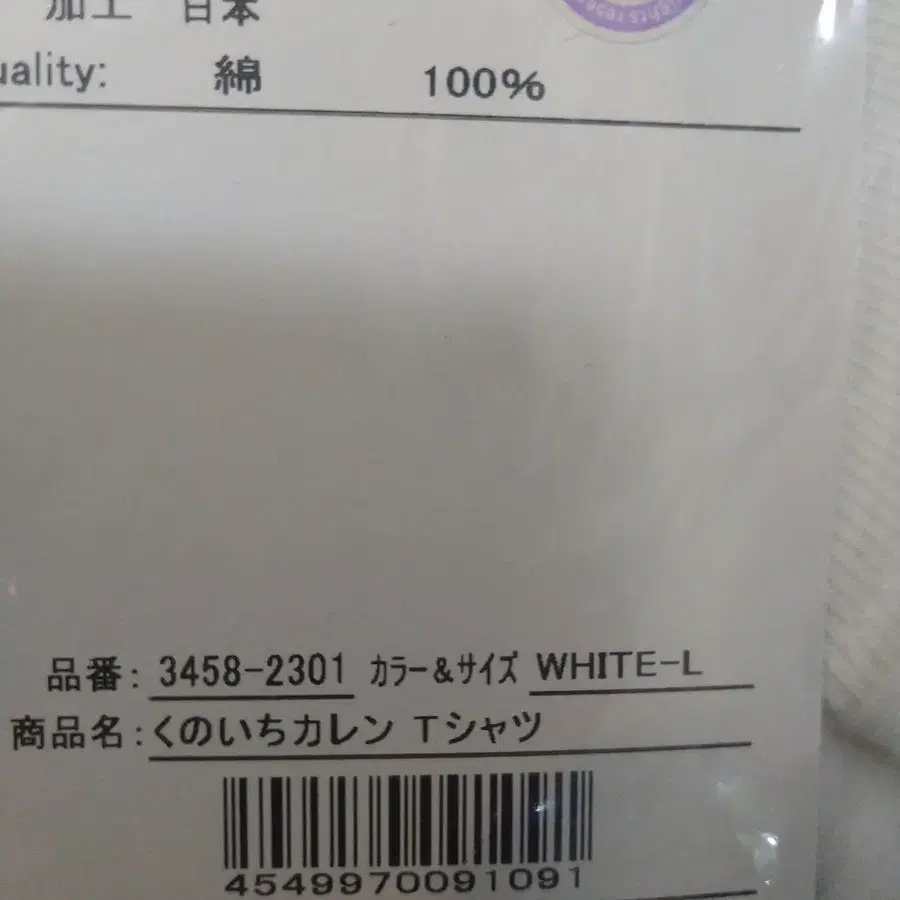 加工 日本
uality: 綿 100%
品番: 3458-2301 カラー&サイズ WHITE-L
商品名: くのいちカレン Tシャツ
4549970091091